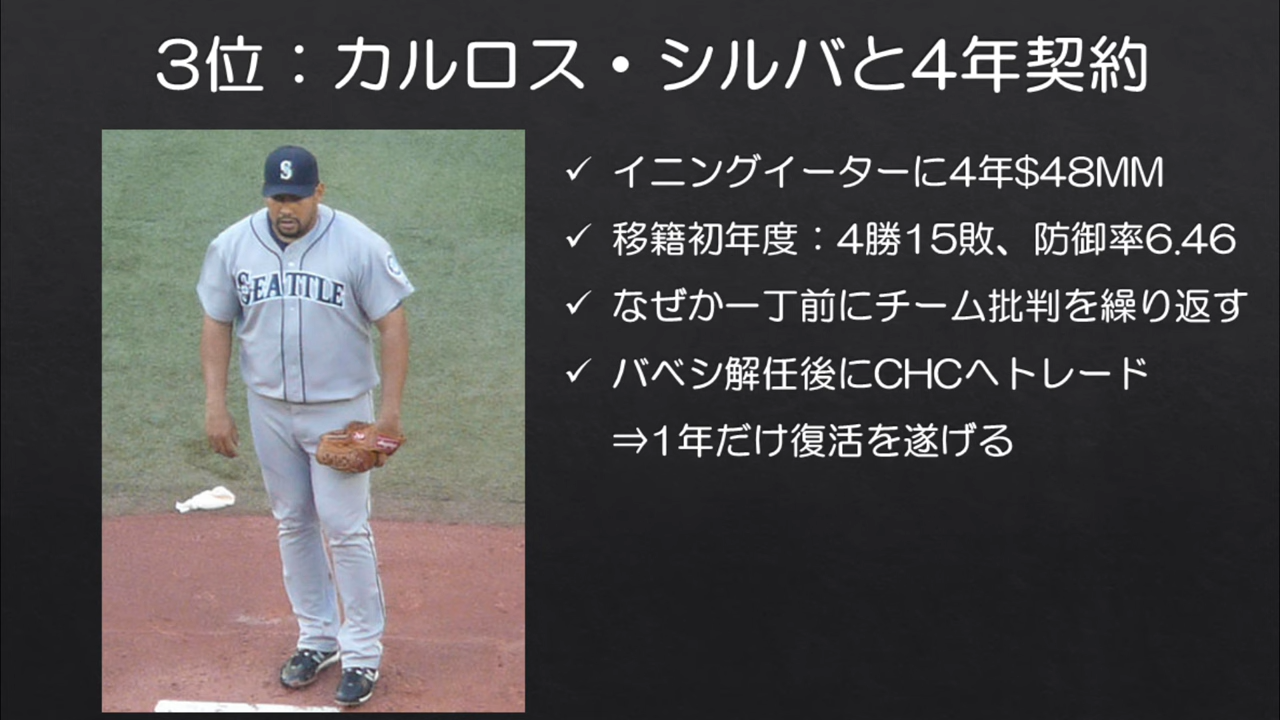 3位：カルロス・シルバと4年契約
✓ イニングイーターに4年$48MM
✓ 移籍初年度：4勝15敗、防御率6.46
✓ なぜか一丁前にチーム批判を繰り返す
✓ バベシ解任後にCHCへトレード
⇒1年だけ復活を遂げる
S
SEATTLE